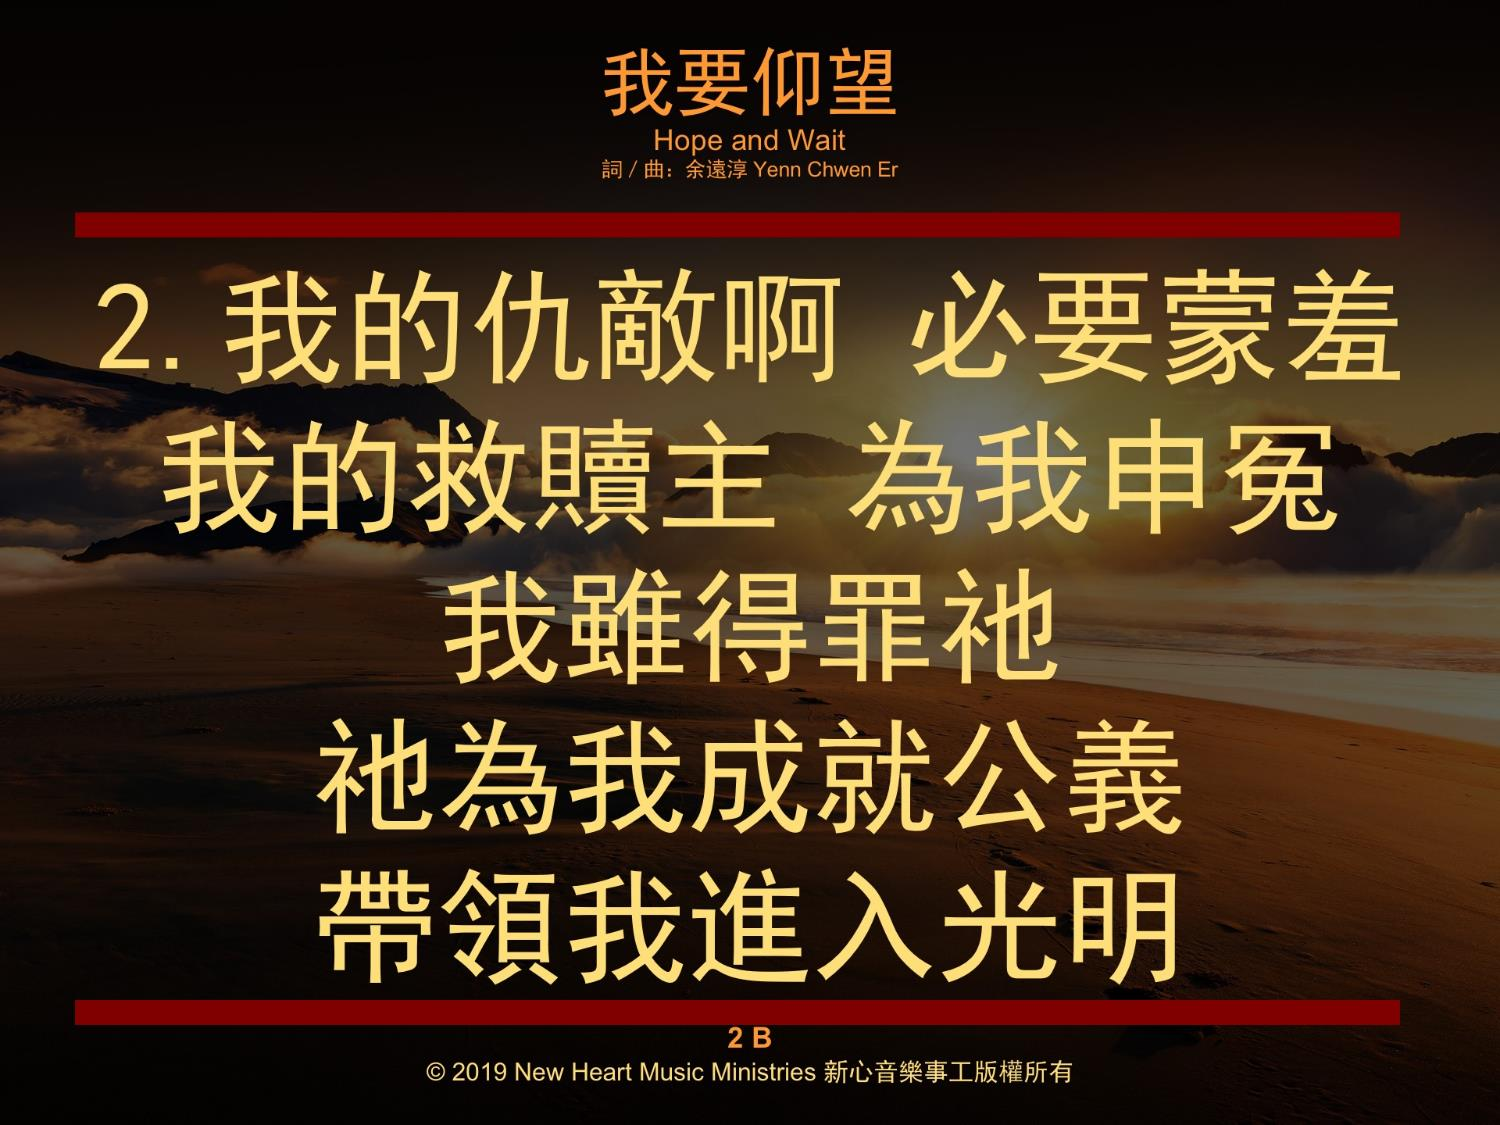 我要仰望
Hope and Wait
詞 / 曲：余遠淳 Yenn Chwen Er
2. 我的仇敵啊 必要蒙羞
我的救贖主 為我申冤
我雖得罪祂
祂為我成就公義
帶領我進入光明
2 B
© 2019 New Heart Music Ministries 新心音樂事工版權所有